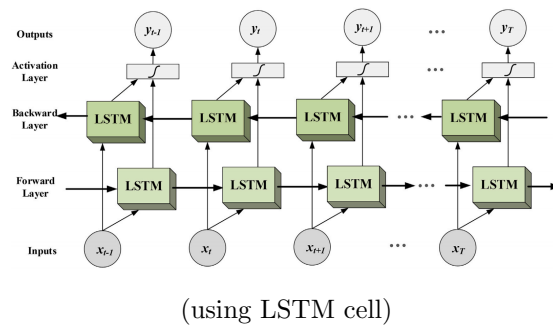 Outputs y_{t-1} y_t y_{t+1} ... y_T
Activation
Layer ∫ ∫ ∫ ... ∫
Backward
Layer LSTM LSTM LSTM ... LSTM
Forward
Layer LSTM LSTM LSTM ... LSTM
Inputs x_{t-1} x_t x_{t+1} ... x_T
(using LSTM cell)